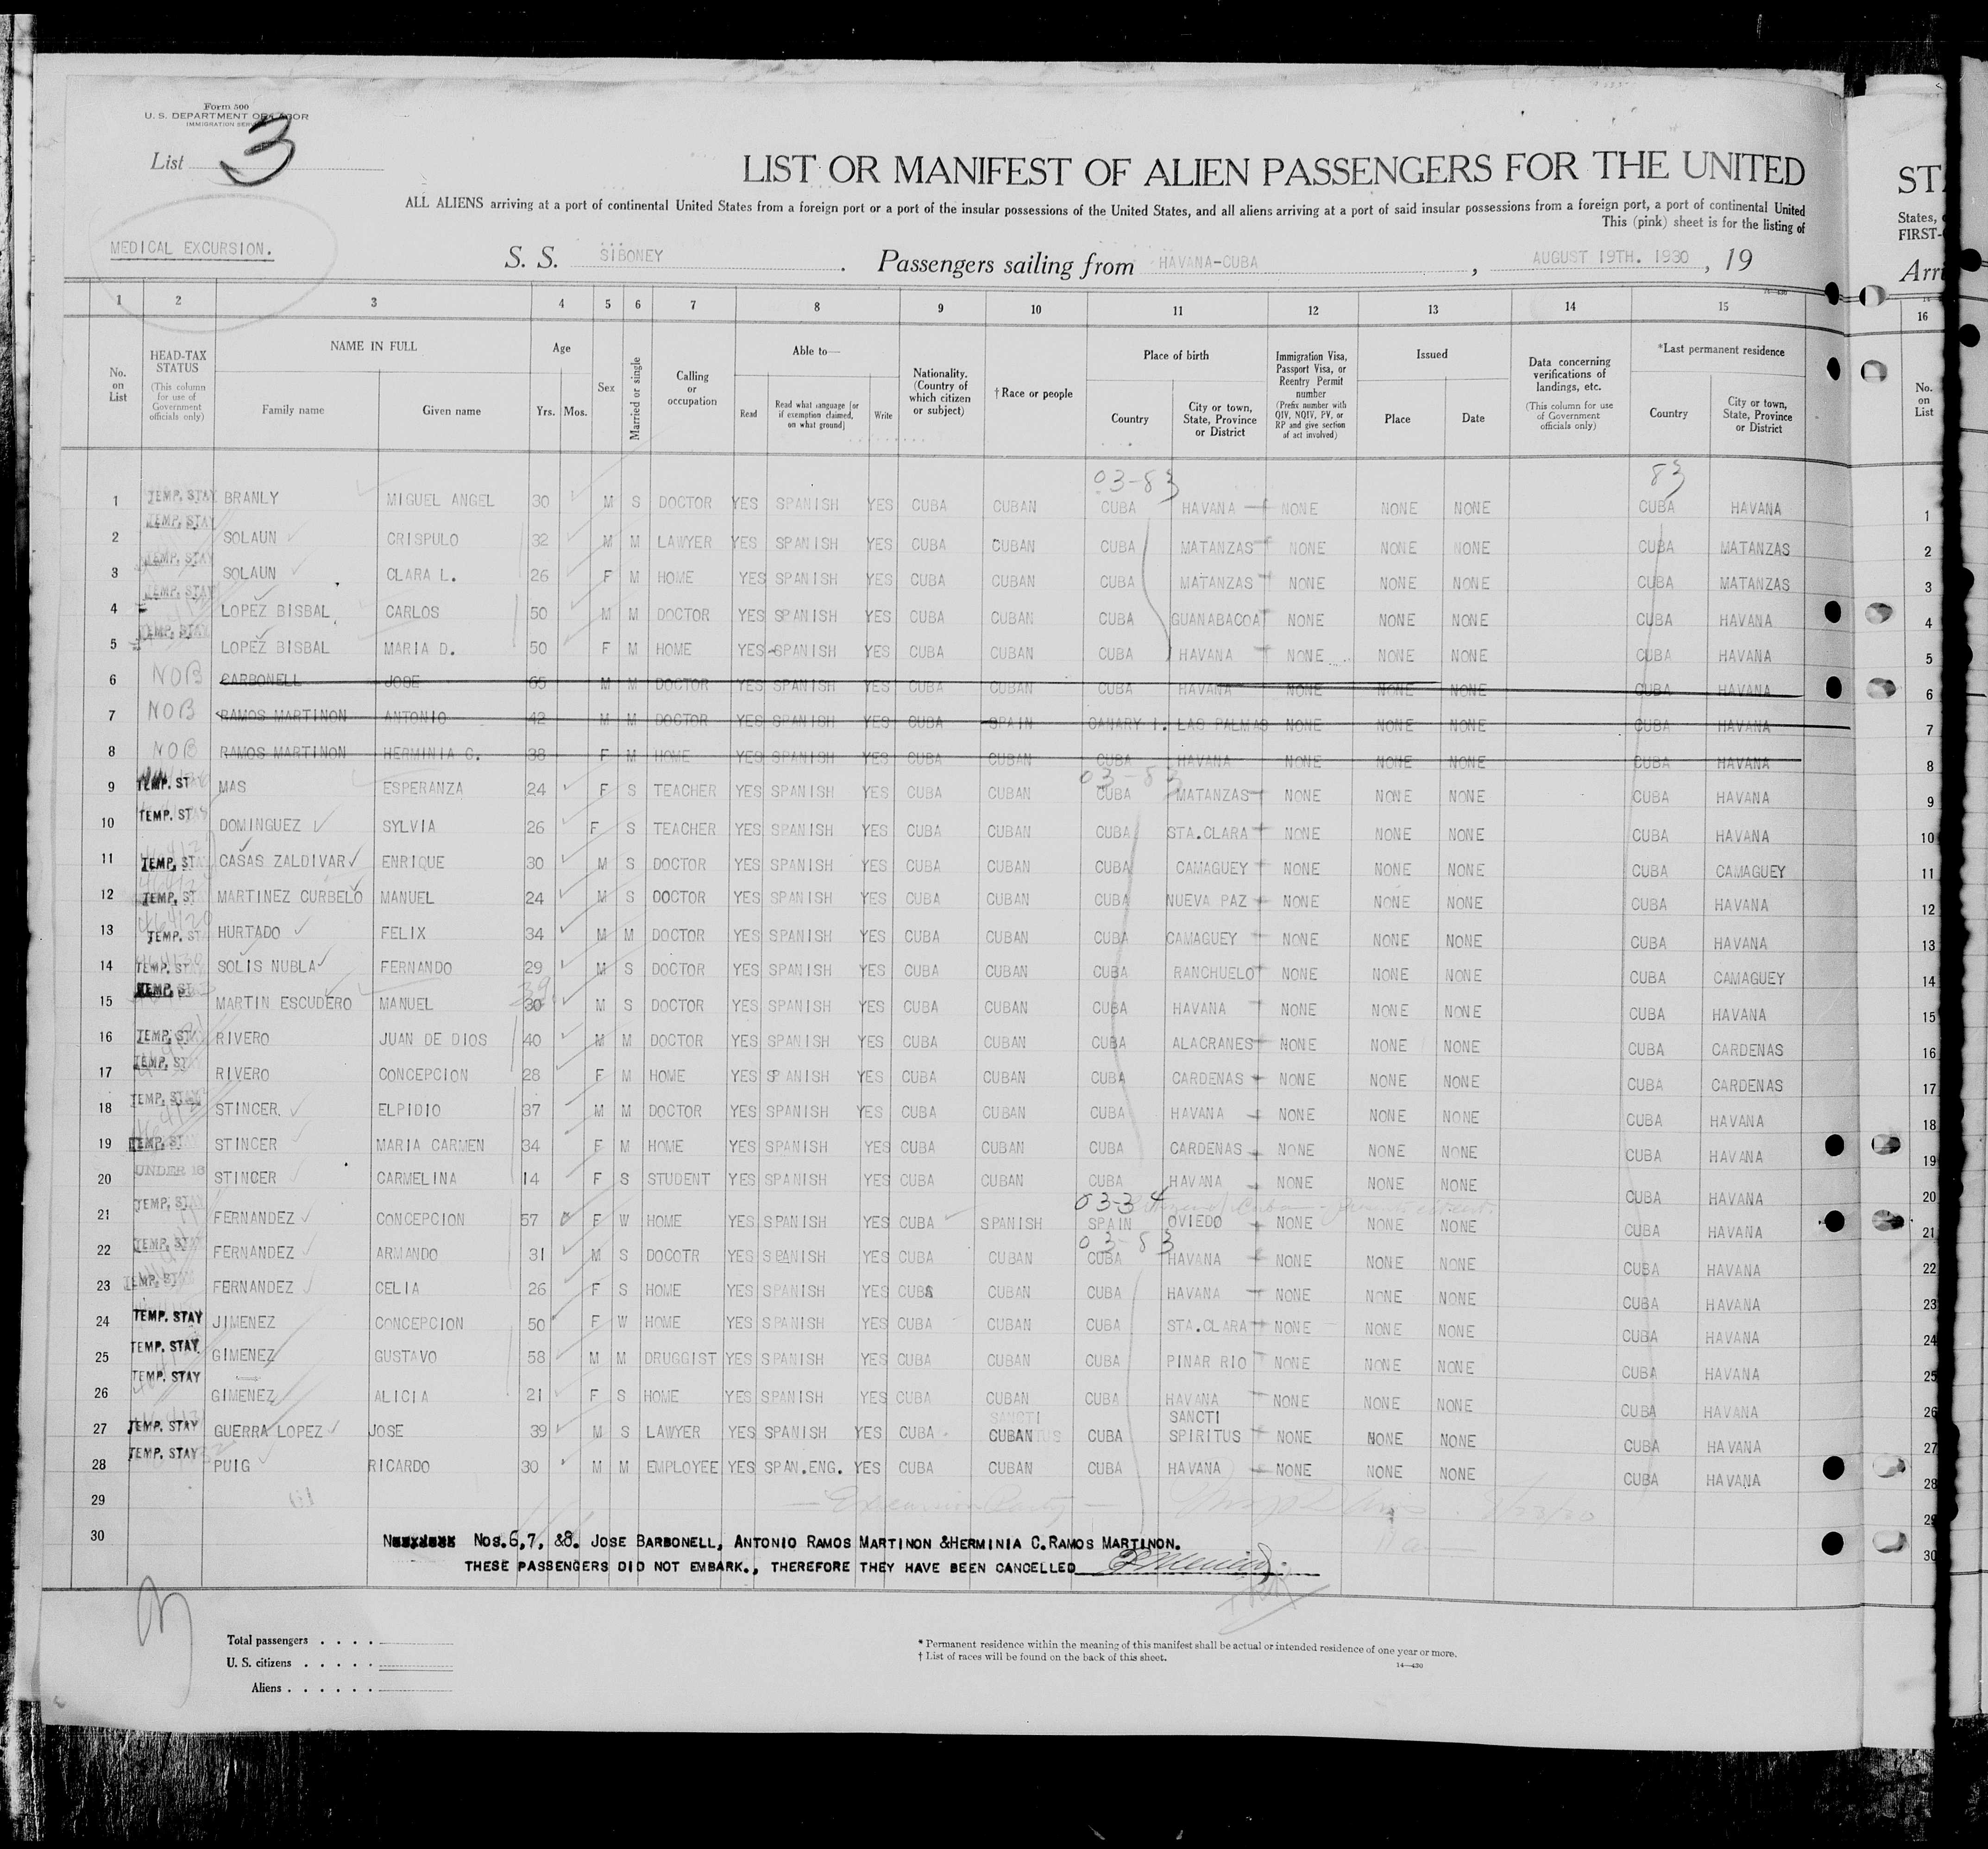 Form 500
U. S. DEPARTMENT OF LABOR
IMMIGRATION SERVICE
List 3
LIST OR MANIFEST OF ALIEN PASSENGERS FOR THE UNITED
ST
ALL ALIENS arriving at a port of continental United States from a foreign port or a port of the insular possessions of the United States, and all aliens arriving at a port of said insular possessions from a foreign port, a port of continental United
States,
This (pink) sheet is for the listing of
FIRST-
MEDICAL EXCURSION.
S. S. SIBONEY . Passengers sailing from HAVANA-CUBA , AUGUST 19TH. 1930 , 19
Arri
1 2 3 4 5 6 7 8 9 10 11 12 13 14 15 16
No. on List
HEAD-TAX STATUS (This column for use of Government officials only)
NAME IN FULL Family name Given name
Age Yrs. Mos.
Sex
Married or single
Calling or occupation
Able to— Read Read what language [or if exemption claimed, on what ground] Write
Nationality. (Country of which citizen or subject)
†Race or people
Place of birth Country City or town, State, Province or District
Immigration Visa, Passport Visa, or Reentry Permit number (Prefix number with QIV, NQIV, PV, or RP and give section of act involved)
Issued Place Date
Data concerning verifications of landings, etc. (This column for use of Government officials only)
*Last permanent residence Country City or town, State, Province or District
No. on List
03-83 83
1 TEMP. STAY BRANLY MIGUEL ANGEL 30 M S DOCTOR YES SPANISH YES CUBA CUBAN CUBA HAVANA NONE NONE NONE CUBA HAVANA 1
2 TEMP. STAY SOLAUN CRISPULO 32 M M LAWYER YES SPANISH YES CUBA CUBAN CUBA MATANZAS NONE NONE NONE CUBA MATANZAS 2
3 TEMP. STAY SOLAUN CLARA L. 26 F M HOME YES SPANISH YES CUBA CUBAN CUBA MATANZAS NONE NONE NONE CUBA MATANZAS 3
4 TEMP. STAY LOPEZ BISBAL CARLOS 50 M M DOCTOR YES SPANISH YES CUBA CUBAN CUBA GUANABACOA NONE NONE NONE CUBA HAVANA 4
5 TEMP. STAY LOPEZ BISBAL MARIA D. 50 F M HOME YES SPANISH YES CUBA CUBAN CUBA HAVANA NONE NONE NONE CUBA HAVANA 5
6 NOB CARBONELL JOSE 65 M M DOCTOR YES SPANISH YES CUBA CUBAN CUBA HAVANA NONE NONE NONE CUBA HAVANA 6
7 NOB RAMOS MARTINON ANTONIO 42 M M DOCTOR YES SPANISH YES CUBA SPAIN CANARY I. LAS PALMAS NONE NONE NONE CUBA HAVANA 7
8 NOB RAMOS MARTINON HERMINIA C. 38 F M HOME YES SPANISH YES CUBA CUBAN CUBA HAVANA NONE NONE NONE CUBA HAVANA 8
03-83
9 TEMP. ST MAS ESPERANZA 24 F S TEACHER YES SPANISH YES CUBA CUBAN CUBA MATANZAS NONE NONE NONE CUBA HAVANA 9
10 TEMP. STAY DOMINGUEZ SYLVIA 26 F S TEACHER YES SPANISH YES CUBA CUBAN CUBA STA.CLARA NONE NONE NONE CUBA HAVANA 10
11 TEMP. STAY CASAS ZALDIVAR ENRIQUE 30 M S DOCTOR YES SPANISH YES CUBA CUBAN CUBA CAMAGUEY NONE NONE NONE CUBA CAMAGUEY 11
12 TEMP. STAY MARTINEZ CURBELO MANUEL 24 M S DOCTOR YES SPANISH YES CUBA CUBAN CUBA NUEVA PAZ NONE NONE NONE CUBA HAVANA 12
13 TEMP. ST HURTADO FELIX 34 M M DOCTOR YES SPANISH YES CUBA CUBAN CUBA CAMAGUEY NONE NONE NONE CUBA HAVANA 13
14 TEMP. STAY SOLIS NUBLA FERNANDO 29 M S DOCTOR YES SPANISH YES CUBA CUBAN CUBA RANCHUELO NONE NONE NONE CUBA CAMAGUEY 14
15 TEMP. ST MARTIN ESCUDERO MANUEL 30 39 M S DOCTOR YES SPANISH YES CUBA CUBAN CUBA HAVANA NONE NONE NONE CUBA HAVANA 15
16 TEMP. STAY RIVERO JUAN DE DIOS 40 M M DOCTOR YES SPANISH YES CUBA CUBAN CUBA ALACRANES NONE NONE NONE CUBA CARDENAS 16
17 TEMP. STAY RIVERO CONCEPCION 28 F M HOME YES SPANISH YES CUBA CUBAN CUBA CARDENAS NONE NONE NONE CUBA CARDENAS 17
18 TEMP. STAY STINCER ELPIDIO 37 M M DOCTOR YES SPANISH YES CUBA CUBAN CUBA HAVANA NONE NONE NONE CUBA HAVANA 18
19 TEMP. ST STINCER MARIA CARMEN 34 F M HOME YES SPANISH YES CUBA CUBAN CUBA CARDENAS NONE NONE NONE CUBA HAVANA 19
20 UNDER 16 STINCER CARMELINA 14 F S STUDENT YES SPANISH YES CUBA CUBAN CUBA HAVANA NONE NONE NONE CUBA HAVANA 20
03-34
21 TEMP. STAY FERNANDEZ CONCEPCION 57 F W HOME YES SPANISH YES CUBA SPANISH SPAIN OVIEDO NONE NONE NONE CUBA HAVANA 21
03-83
22 TEMP. STAY FERNANDEZ ARMANDO 31 M S DOCOTR YES SPANISH YES CUBA CUBAN CUBA HAVANA NONE NONE NONE CUBA HAVANA 22
23 TEMP. STAY FERNANDEZ CELIA 26 F S HOME YES SPANISH YES CUBA CUBAN CUBA HAVANA NONE NONE NONE CUBA HAVANA 23
24 TEMP. STAY JIMENEZ CONCEPCION 50 F W HOME YES SPANISH YES CUBA CUBAN CUBA STA.CLARA NONE NONE NONE CUBA HAVANA 24
25 TEMP. STAY GIMENEZ GUSTAVO 58 M M DRUGGIST YES SPANISH YES CUBA CUBAN CUBA PINAR RIO NONE NONE NONE CUBA HAVANA 25
26 TEMP. STAY GIMENEZ ALICIA 21 F S HOME YES SPANISH YES CUBA CUBAN CUBA HAVANA NONE NONE NONE CUBA HAVANA 26
SANCTI SANCTI
27 TEMP. STAY GUERRA LOPEZ JOSE 39 M S LAWYER YES SPANISH YES CUBA CUBAN CUBA SPIRITUS NONE NONE NONE CUBA HAVANA 27
28 TEMP. STAY PUIG RICARDO 30 M M EMPLOYEE YES SPAN.ENG. YES CUBA CUBAN CUBA HAVANA NONE NONE NONE CUBA HAVANA 28
29 Excursion Party 29
30 Nos.6,7, &8. JOSE BARBONELL, ANTONIO RAMOS MARTINON &HERMINIA C.RAMOS MARTINON. 30
THESE PASSENGERS DID NOT EMBARK., THEREFORE THEY HAVE BEEN CANCELLED
Total passengers . . . .
U. S. citizens . . . . .
Aliens . . . . . .
* Permanent residence within the meaning of this manifest shall be actual or intended residence of one year or more.
† List of races will be found on the back of this sheet.
14—430